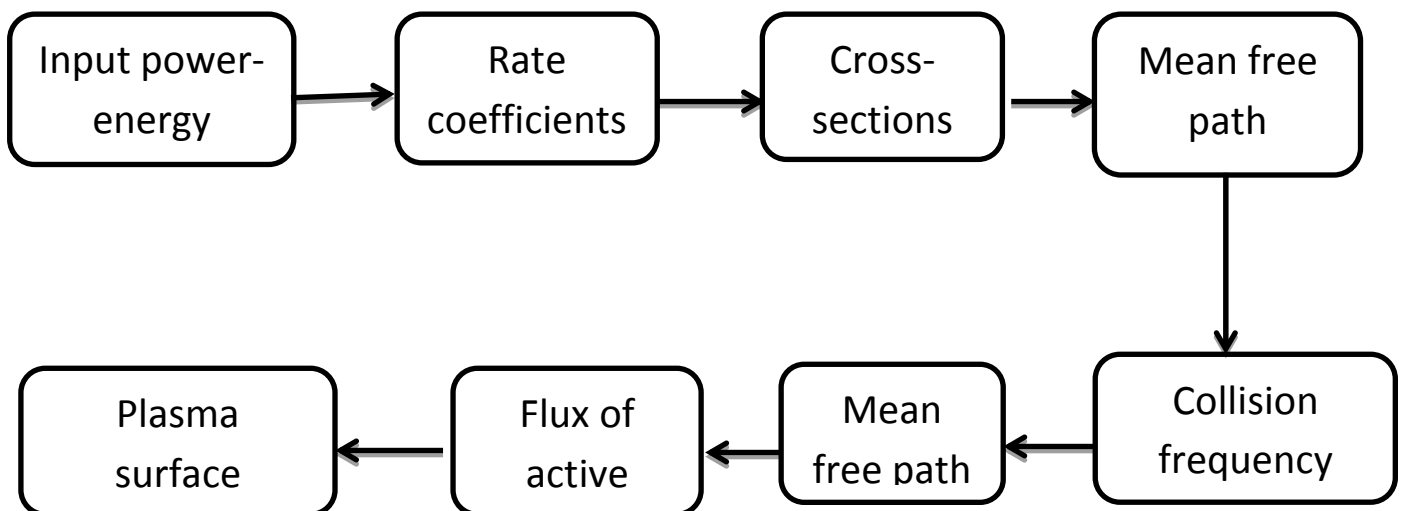 Input power-
energy
Rate
coefficients
Cross-
sections
Mean free
path
Collision
frequency
Mean
free path
Flux of
active
Plasma
surface